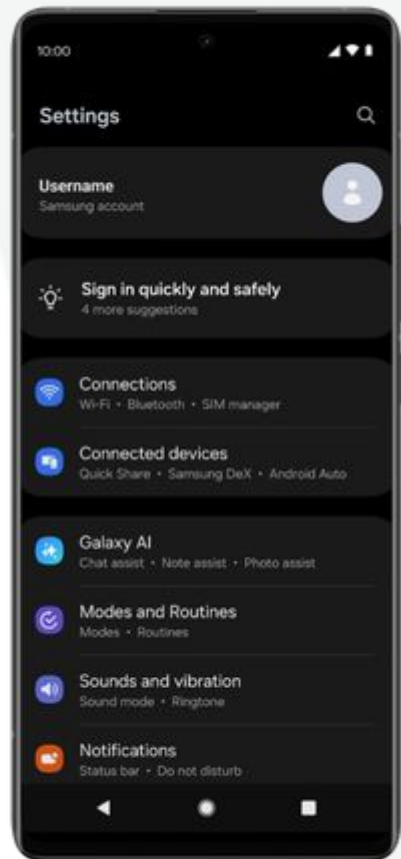 10:00
Settings
Username
Samsung account
Sign in quickly and safely
4 more suggestions
Connections
Wi-Fi • Bluetooth • SIM manager
Connected devices
Quick Share • Samsung DeX • Android Auto
Galaxy AI
Chat assist • Note assist • Photo assist
Modes and Routines
Modes • Routines
Sounds and vibration
Sound mode • Ringtone
Notifications
Status bar • Do not disturb